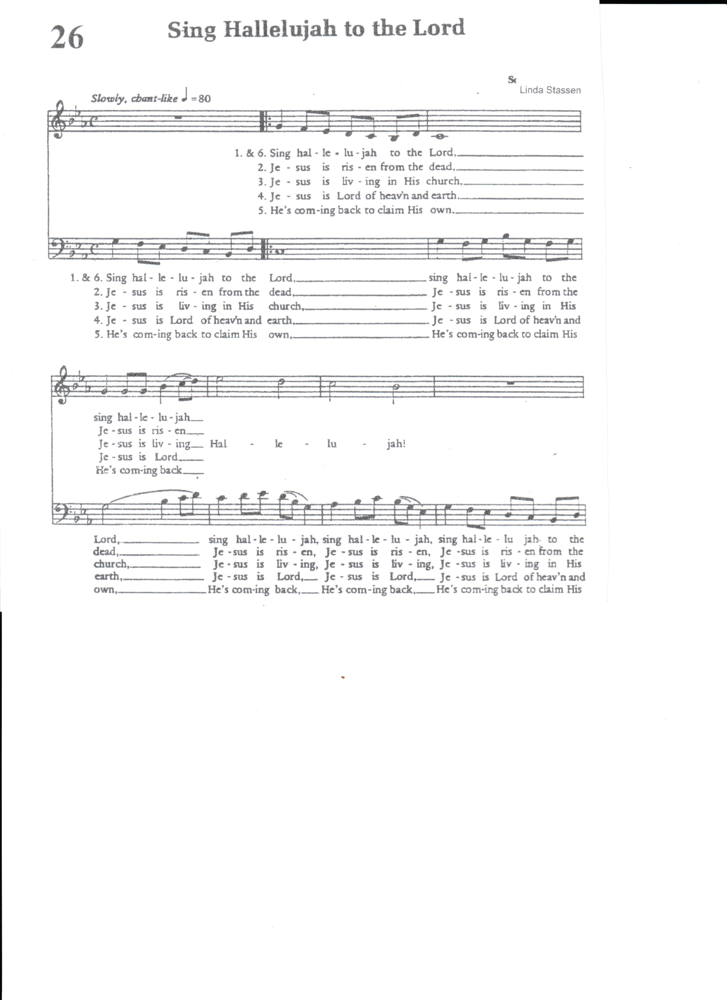 26
Sing Hallelujah to the Lord
Linda Stassen
Slowly, chant-like ♩ = 80
1. & 6. Sing hal - le - lu - jah to the Lord,
2. Je - sus is ris - en from the dead,
3. Je - sus is liv - ing in His church,
4. Je - sus is Lord of heav'n and earth.
5. He's com-ing back to claim His own.
1. & 6. Sing hal - le - lu - jah to the Lord, sing hal - le - lu - jah to the
2. Je - sus is ris - en from the dead, Je - sus is ris - en from the
3. Je - sus is liv - ing in His church, Je - sus is liv - ing in His
4. Je - sus is Lord of heav'n and earth, Je - sus is Lord of heav'n and
5. He's com-ing back to claim His own, He's com-ing back to claim His
sing hal - le - lu - jah
Je - sus is ris - en
Je - sus is liv - ing Hal - le - lu - jah!
Je - sus is Lord
He's com-ing back
Lord, sing hal - le - lu - jah, sing hal - le - lu - jah, sing hal - le - lu jah to the
dead, Je - sus is ris - en, Je - sus is ris - en, Je - sus is ris - en from the
church, Je - sus is liv - ing, Je - sus is liv - ing, Je - sus is liv - ing in His
earth, Je - sus is Lord, Je - sus is Lord, Je - sus is Lord of heav'n and
own, He's com-ing back, He's com-ing back, He's com-ing back to claim His